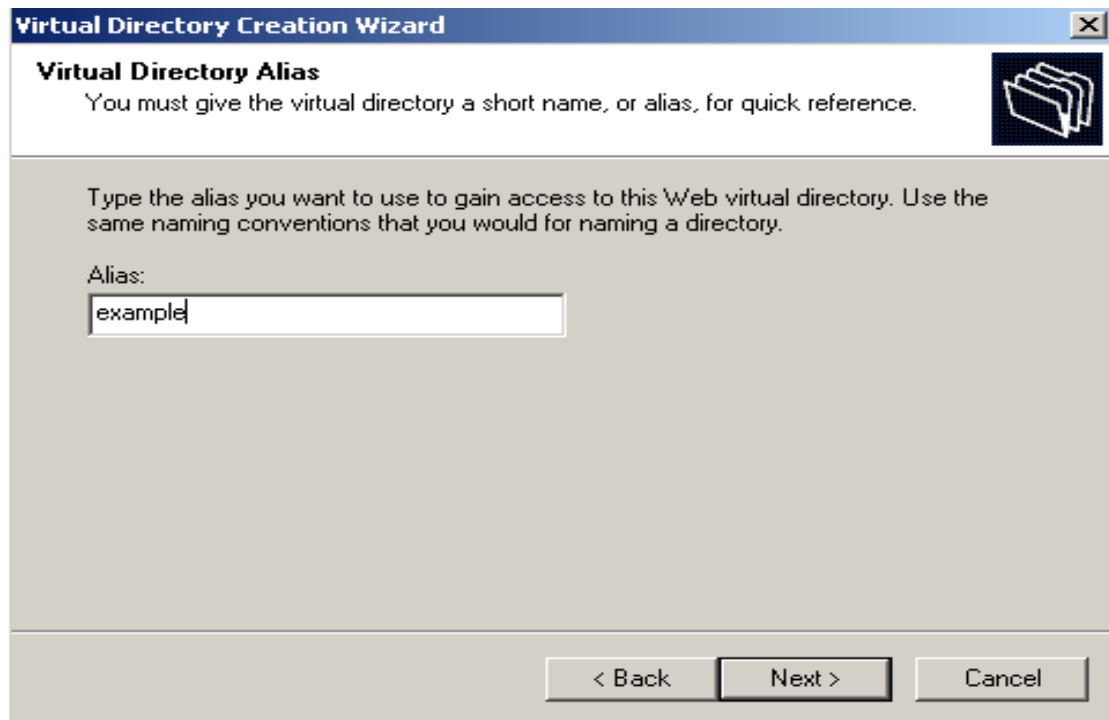 Virtual Directory Creation Wizard
Virtual Directory Alias
You must give the virtual directory a short name, or alias, for quick reference.
Type the alias you want to use to gain access to this Web virtual directory. Use the
same naming conventions that you would for naming a directory.
Alias:
example
< Back Next > Cancel